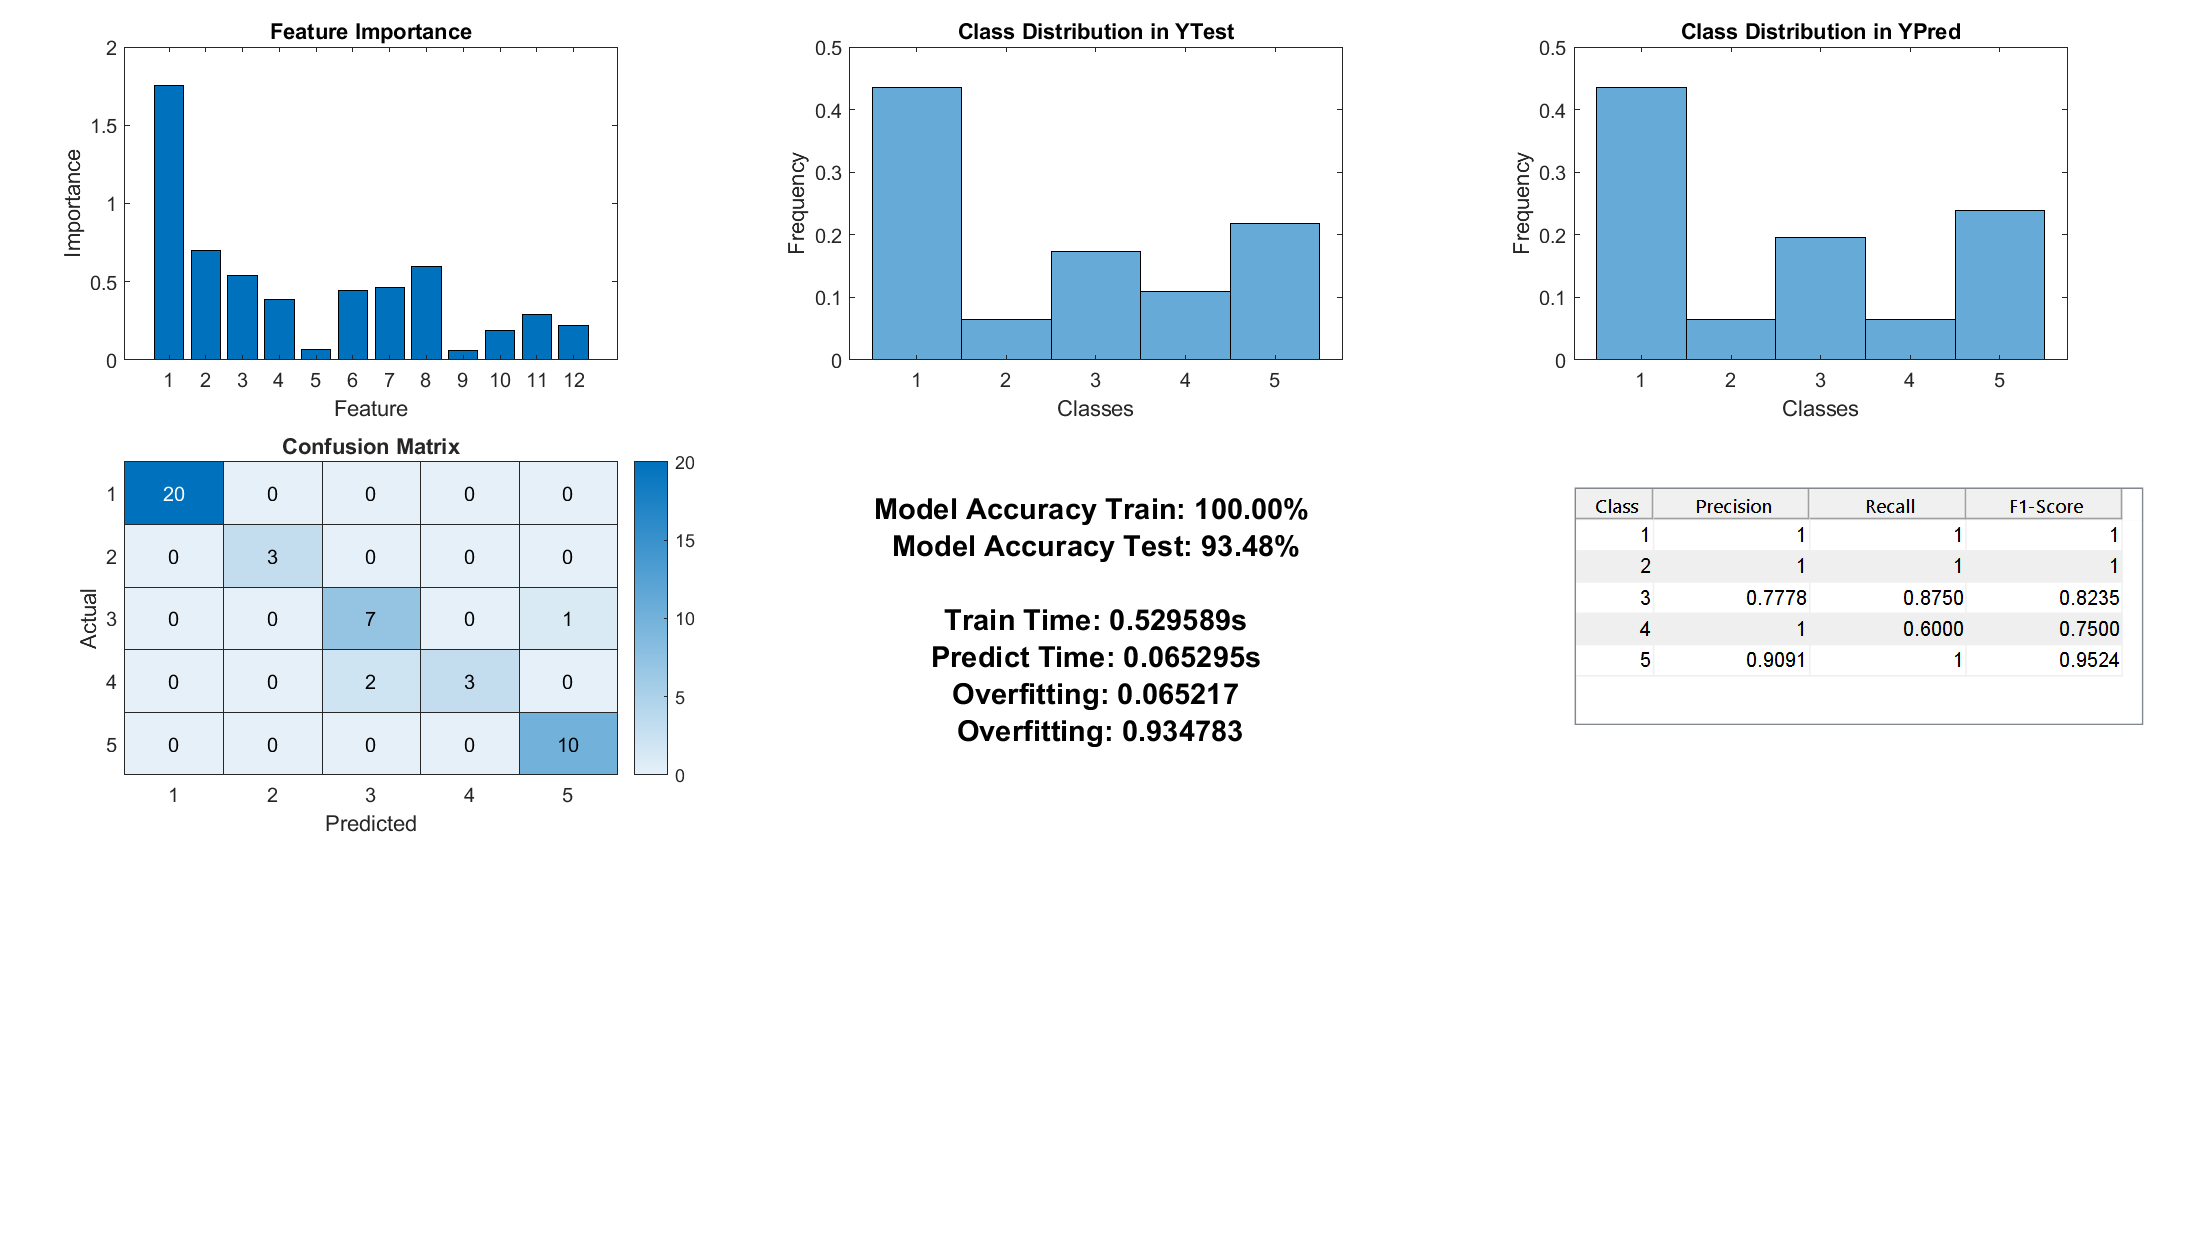 Feature Importance
2
1.5
1
0.5
0
Importance
1 2 3 4 5 6 7 8 9 10 11 12
Feature
Class Distribution in YTest
0.5
0.4
0.3
0.2
0.1
0
Frequency
1 2 3 4 5
Classes
Class Distribution in YPred
0.5
0.4
0.3
0.2
0.1
0
Frequency
1 2 3 4 5
Classes
Confusion Matrix
1 20 0 0 0 0
2 0 3 0 0 0
3 0 0 7 0 1
4 0 0 2 3 0
5 0 0 0 0 10
Actual
1 2 3 4 5
Predicted
20
15
10
5
0
Model Accuracy Train: 100.00%
Model Accuracy Test: 93.48%
Train Time: 0.529589s
Predict Time: 0.065295s
Overfitting: 0.065217
Overfitting: 0.934783
Class Precision Recall F1-Score
1 1 1 1
2 1 1 1
3 0.7778 0.8750 0.8235
4 1 0.6000 0.7500
5 0.9091 1 0.9524